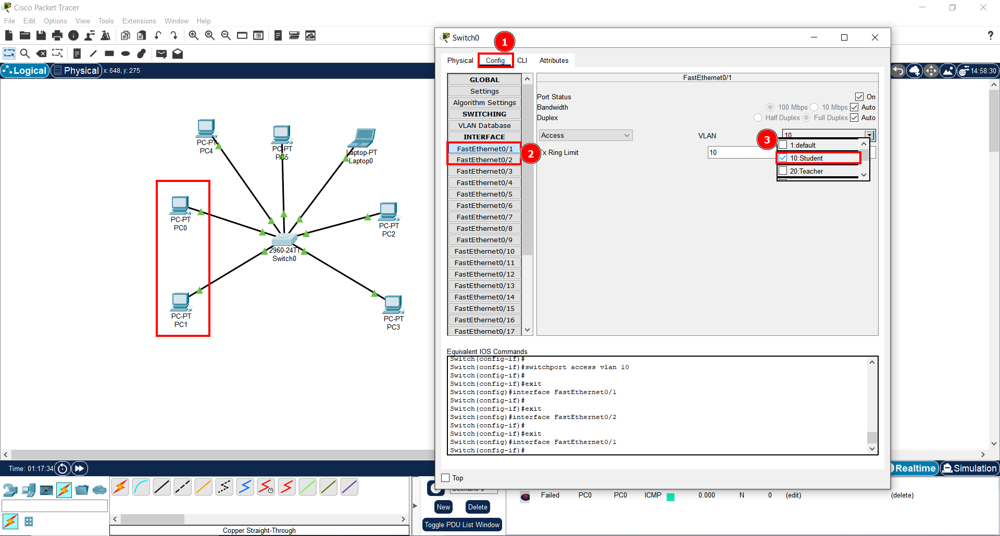 Cisco Packet Tracer
File Edit Options View Tools Extensions Window Help
Logical Physical x: 648, y: 275
14:58:30
PC-PT
PC4
PC-PT
PC5
Laptop-PT
Laptop0
PC-PT
PC0
PC-PT
PC2
2960-24TT
Switch0
PC-PT
PC1
PC-PT
PC3
Switch0
1
Physical Config CLI Attributes
GLOBAL
Settings
Algorithm Settings
SWITCHING
VLAN Database
INTERFACE
FastEthernet0/1
FastEthernet0/2
FastEthernet0/3
FastEthernet0/4
FastEthernet0/5
FastEthernet0/6
FastEthernet0/7
FastEthernet0/8
FastEthernet0/9
FastEthernet0/10
FastEthernet0/11
FastEthernet0/12
FastEthernet0/13
FastEthernet0/14
FastEthernet0/15
FastEthernet0/16
FastEthernet0/17
2
FastEthernet0/1
Port Status On
Bandwidth 100 Mbps 10 Mbps Auto
Duplex Half Duplex Full Duplex Auto
Access VLAN 10
3
1:default
10:Student
20:Teacher
Tx Ring Limit 10
Equivalent IOS Commands
Switch(config-if)#
Switch(config-if)#switchport access vlan 10
Switch(config-if)#
Switch(config-if)#exit
Switch(config)#interface FastEthernet0/1
Switch(config-if)#
Switch(config-if)#exit
Switch(config)#interface FastEthernet0/2
Switch(config-if)#
Switch(config-if)#exit
Switch(config)#interface FastEthernet0/1
Switch(config-if)#
Top
Time: 01:17:34
Realtime Simulation
Scenario 0
New Delete
Toggle PDU List Window
Failed PC0 PC0 ICMP 0.000 N 0 (edit) (delete)
Copper Straight-Through